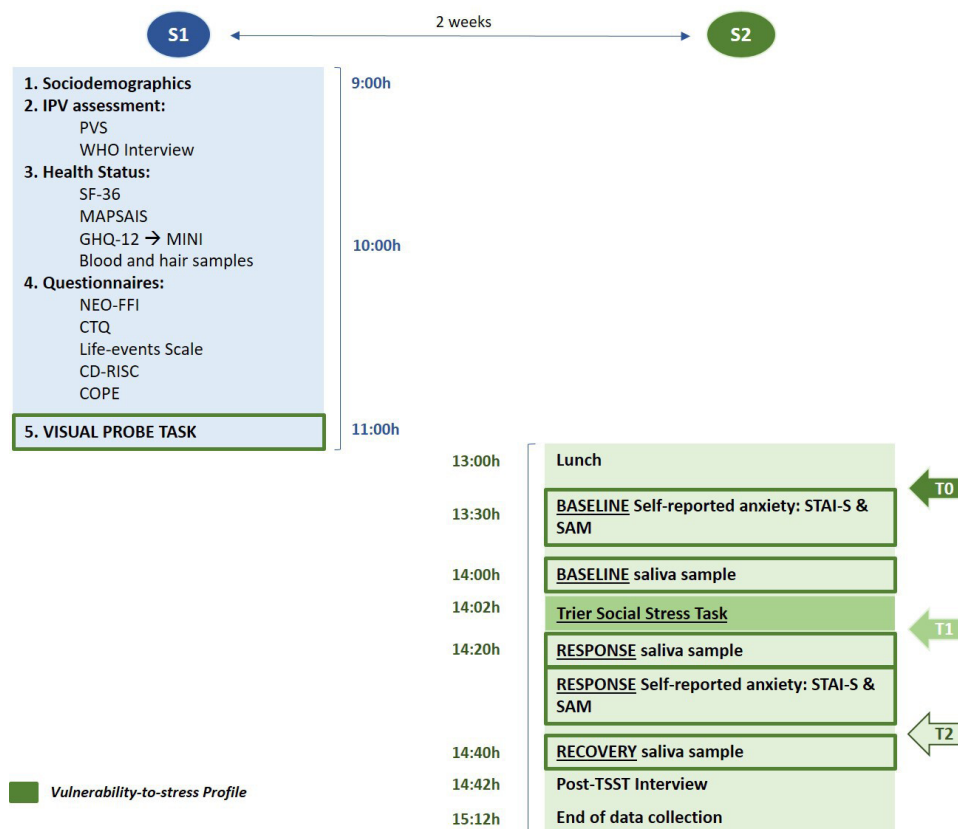 S1
2 weeks
S2
1. Sociodemographics
2. IPV assessment:
PVS
WHO Interview
3. Health Status:
SF-36
MAPSAIS
GHQ-12 → MINI
Blood and hair samples
4. Questionnaires:
NEO-FFI
CTQ
Life-events Scale
CD-RISC
COPE
5. VISUAL PROBE TASK
9:00h
10:00h
11:00h
13:00h
Lunch
T0
13:30h
BASELINE Self-reported anxiety: STAI-S &
SAM
14:00h
BASELINE saliva sample
14:02h
Trier Social Stress Task
T1
14:20h
RESPONSE saliva sample
RESPONSE Self-reported anxiety: STAI-S &
SAM
T2
14:40h
RECOVERY saliva sample
14:42h
Post-TSST Interview
15:12h
End of data collection
Vulnerability-to-stress Profile